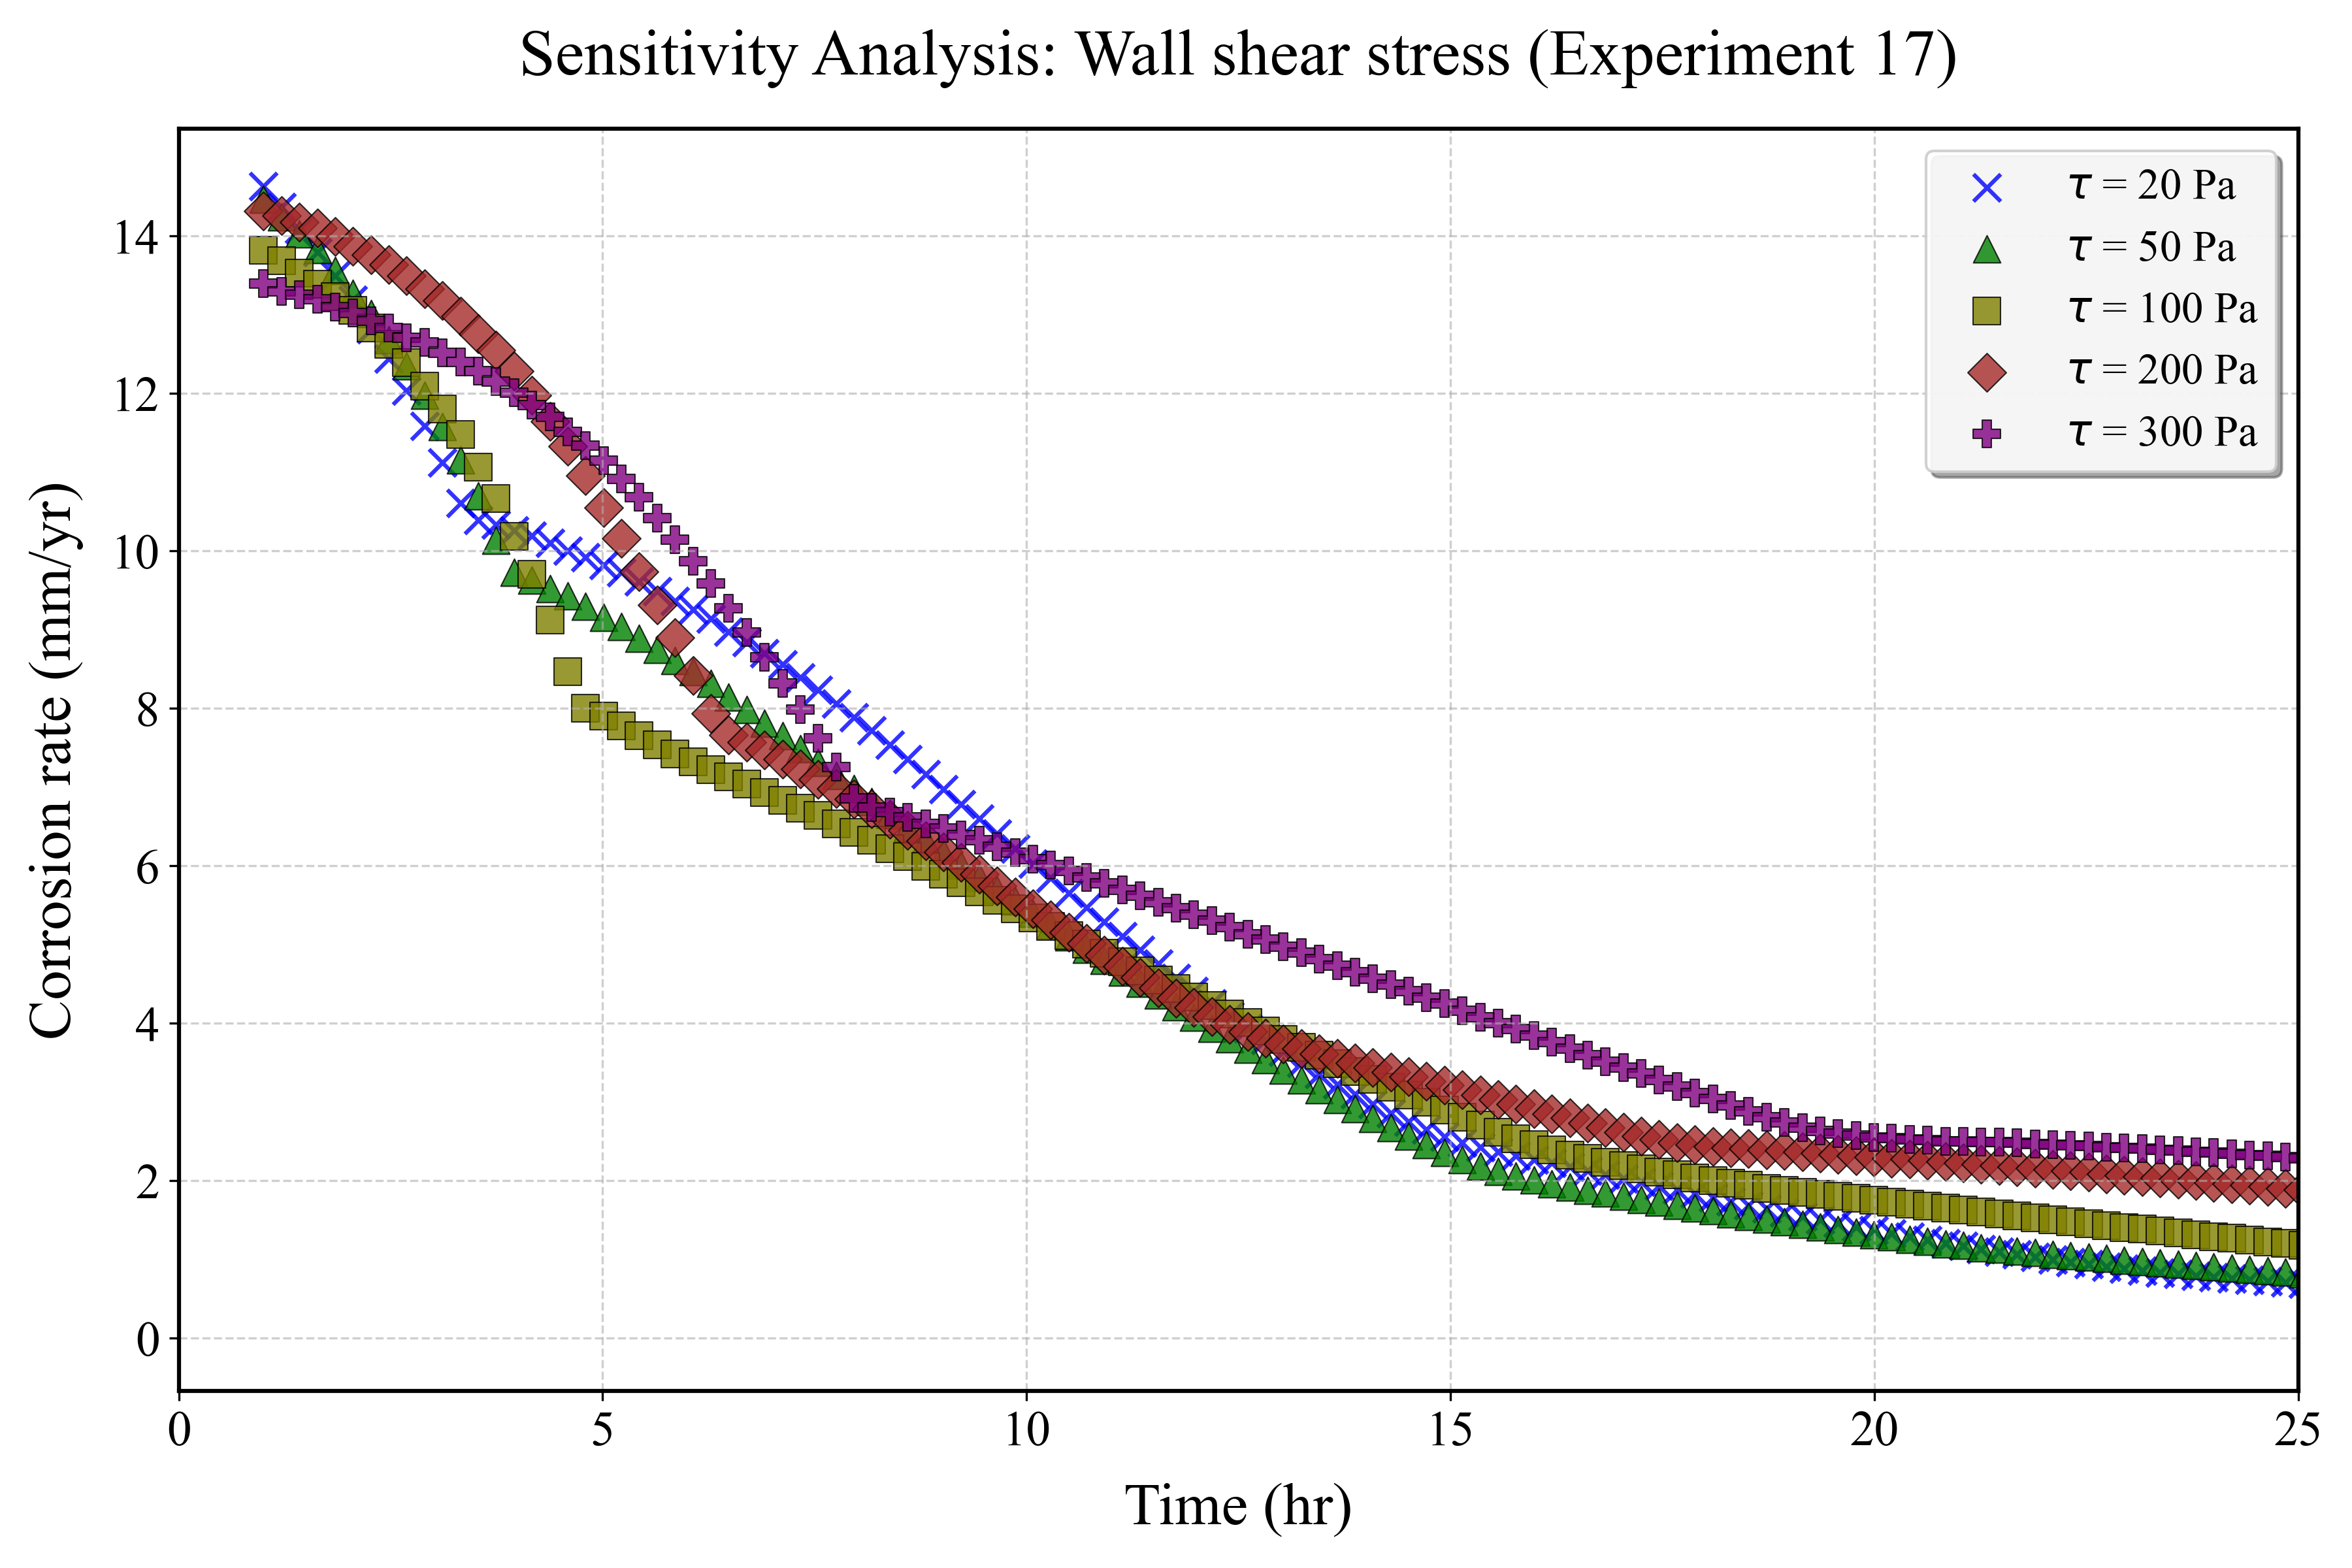 Sensitivity Analysis: Wall shear stress (Experiment 17)
τ = 20 Pa
τ = 50 Pa
τ = 100 Pa
τ = 200 Pa
τ = 300 Pa
Corrosion rate (mm/yr)
14
12
10
8
6
4
2
0
0 5 10 15 20 25
Time (hr)